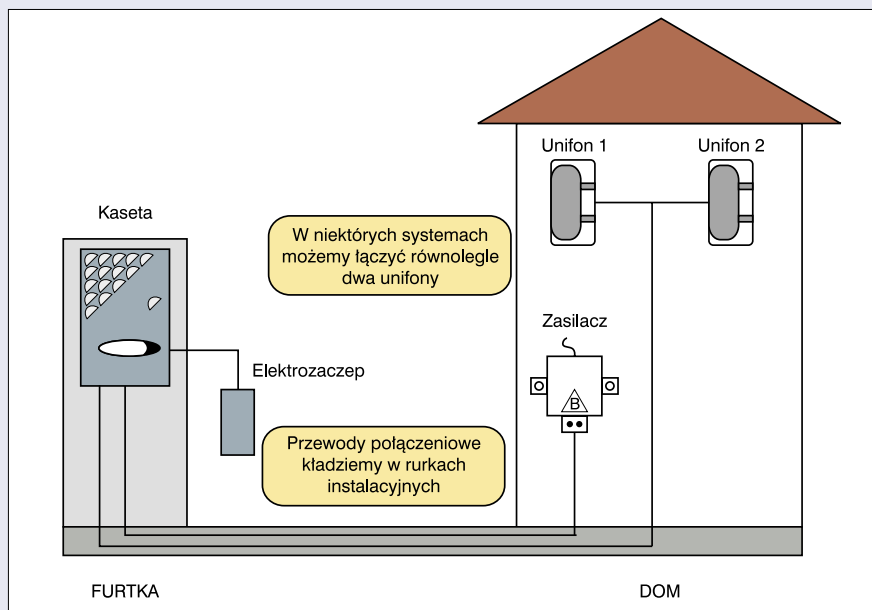 Unifon 1
Unifon 2
Kaseta
W niektórych systemach
możemy łączyć równolegle
dwa unifony
Zasilacz
B
Elektrozaczep
Przewody połączeniowe
kładziemy w rurkach
instalacyjnych
FURTKA
DOM